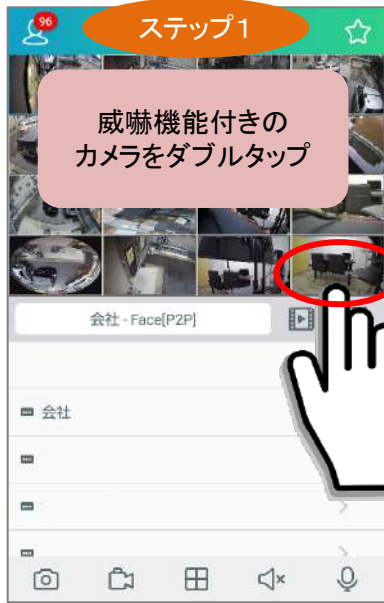 96
ステップ1
威嚇機能付きの
カメラをダブルタップ
会社 - Face[P2P]
会社